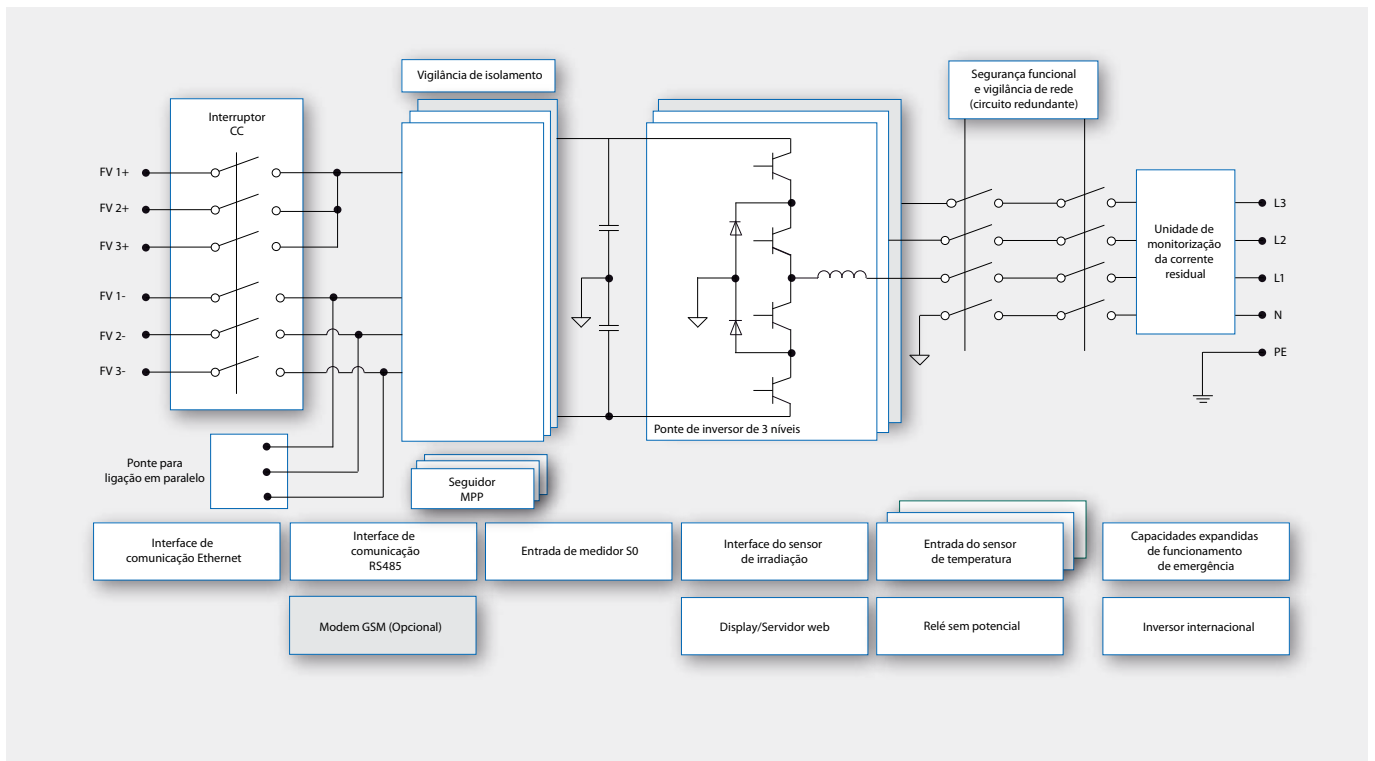 Vigilância de isolamento
Segurança funcional
e vigilância de rede
(circuito redundante)
Interruptor
CC
FV 1+
FV 2+
FV 3+
FV 1-
FV 2-
FV 3-
L3
L2
L1
N
PE
Unidade de
monitorização
da corrente
residual
Ponte de inversor de 3 níveis
Ponte para
ligação em paralelo
Seguidor
MPP
Interface de
comunicação Ethernet
Interface de
comunicação
RS485
Entrada de medidor S0
Interface do sensor
de irradiação
Entrada do sensor
de temperatura
Capacidades expandidas
de funcionamento
de emergência
Modem GSM (Opcional)
Display/Servidor web
Relé sem potencial
Inversor internacional